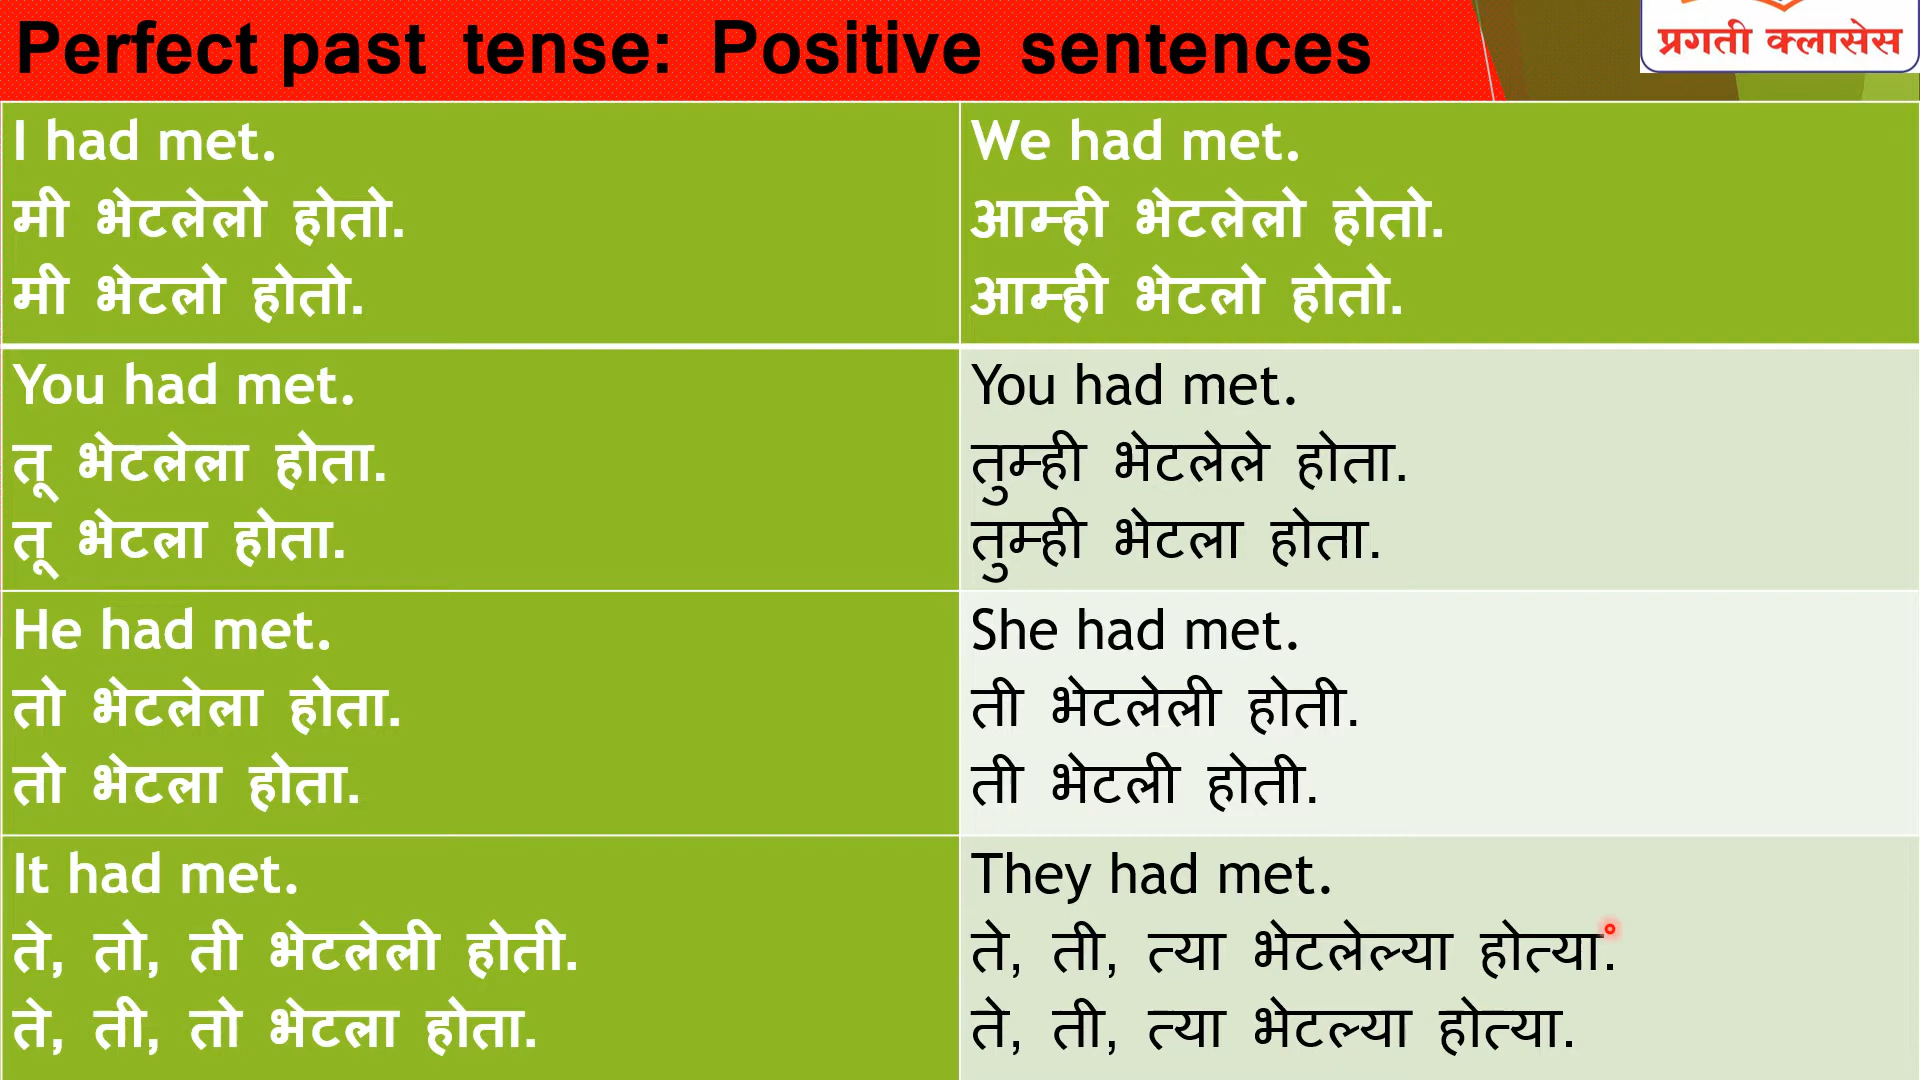 Perfect past tense: Positive sentences
प्रगती क्लासेस
I had met.
मी भेटलेलो होतो.
मी भेटलो होतो.
We had met.
आम्ही भेटलेलो होतो.
आम्ही भेटलो होतो.
You had met.
तू भेटलेला होता.
तू भेटला होता.
You had met.
तुम्ही भेटलेले होता.
तुम्ही भेटला होता.
He had met.
तो भेटलेला होता.
तो भेटला होता.
She had met.
ती भेटलेली होती.
ती भेटली होती.
It had met.
ते, तो, ती भेटलेली होती.
ते, ती, तो भेटला होता.
They had met.
ते, ती, त्या भेटलेल्या होत्या.
ते, ती, त्या भेटल्या होत्या.